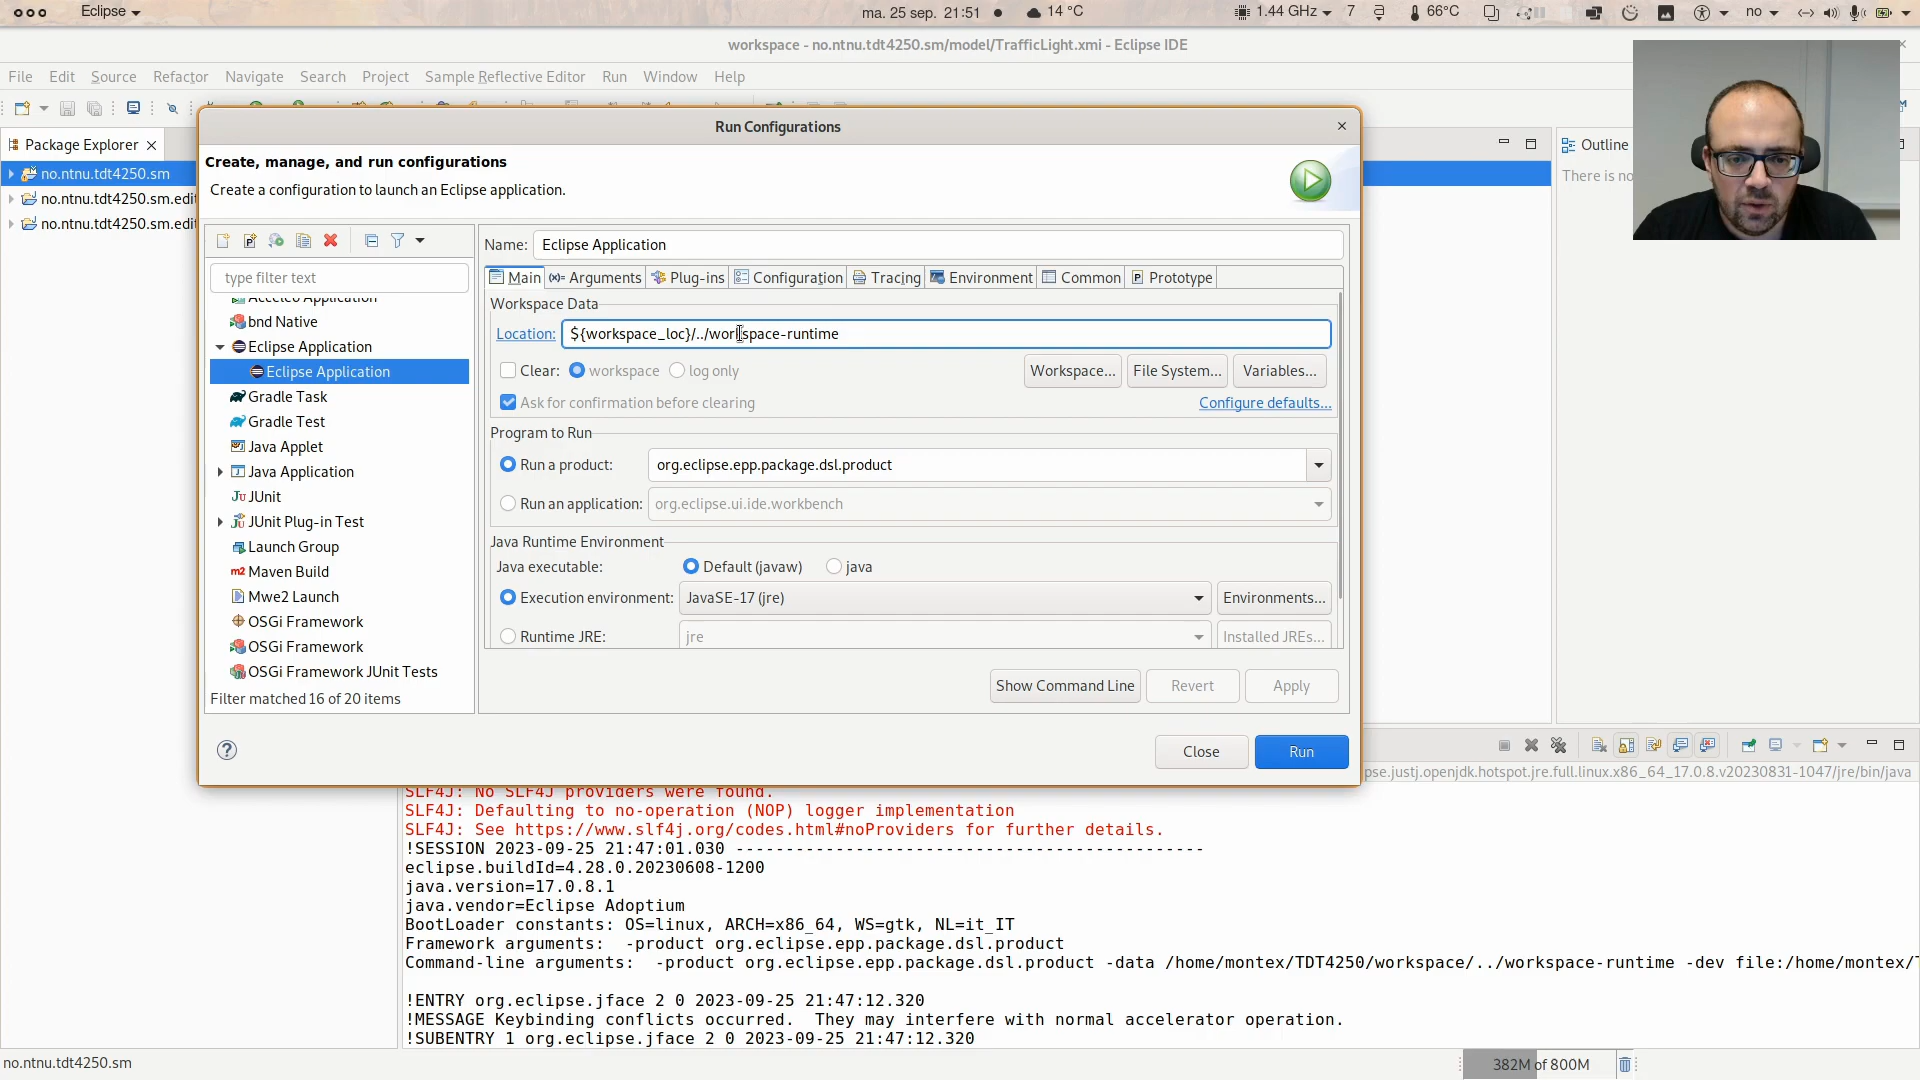 Eclipse
ma. 25 sep. 21:51
14 °C
1.44 GHz
7
66°C
no
workspace - no.ntnu.tdt4250.sm/model/TrafficLight.xmi - Eclipse IDE
File Edit Source Refactor Navigate Search Project Sample Reflective Editor Run Window Help
Package Explorer
no.ntnu.tdt4250.sm
no.ntnu.tdt4250.sm.edit
no.ntnu.tdt4250.sm.edit
Outline
There is no
Run Configurations
Create, manage, and run configurations
Create a configuration to launch an Eclipse application.
type filter text
Acceleo Application
bnd Native
Eclipse Application
Eclipse Application
Gradle Task
Gradle Test
Java Applet
Java Application
JUnit
JUnit Plug-in Test
Launch Group
Maven Build
Mwe2 Launch
OSGi Framework
OSGi Framework
OSGi Framework JUnit Tests
Filter matched 16 of 20 items
Name: Eclipse Application
Main Arguments Plug-ins Configuration Tracing Environment Common Prototype
Workspace Data
Location: ${workspace_loc}/../workspace-runtime
Clear: workspace log only
Workspace... File System... Variables...
Ask for confirmation before clearing
Configure defaults...
Program to Run
Run a product: org.eclipse.epp.package.dsl.product
Run an application: org.eclipse.ui.ide.workbench
Java Runtime Environment
Java executable: Default (javaw) java
Execution environment: JavaSE-17 (jre) Environments...
Runtime JRE: jre Installed JREs...
Show Command Line Revert Apply
Close Run
pse.justj.openjdk.hotspot.jre.full.linux.x86_64_17.0.8.v20230831-1047/jre/bin/java
SLF4J: No SLF4J providers were found.
SLF4J: Defaulting to no-operation (NOP) logger implementation
SLF4J: See https://www.slf4j.org/codes.html#noProviders for further details.
!SESSION 2023-09-25 21:47:01.030 -----------------------------------------------
eclipse.buildId=4.28.0.20230608-1200
java.version=17.0.8.1
java.vendor=Eclipse Adoptium
BootLoader constants: OS=linux, ARCH=x86_64, WS=gtk, NL=it_IT
Framework arguments:  -product org.eclipse.epp.package.dsl.product
Command-line arguments:  -product org.eclipse.epp.package.dsl.product -data /home/montex/TDT4250/workspace/../workspace-runtime -dev file:/home/montex/T
!ENTRY org.eclipse.jface 2 0 2023-09-25 21:47:12.320
!MESSAGE Keybinding conflicts occurred.  They may interfere with normal accelerator operation.
!SUBENTRY 1 org.eclipse.jface 2 0 2023-09-25 21:47:12.320
no.ntnu.tdt4250.sm
382M of 800M